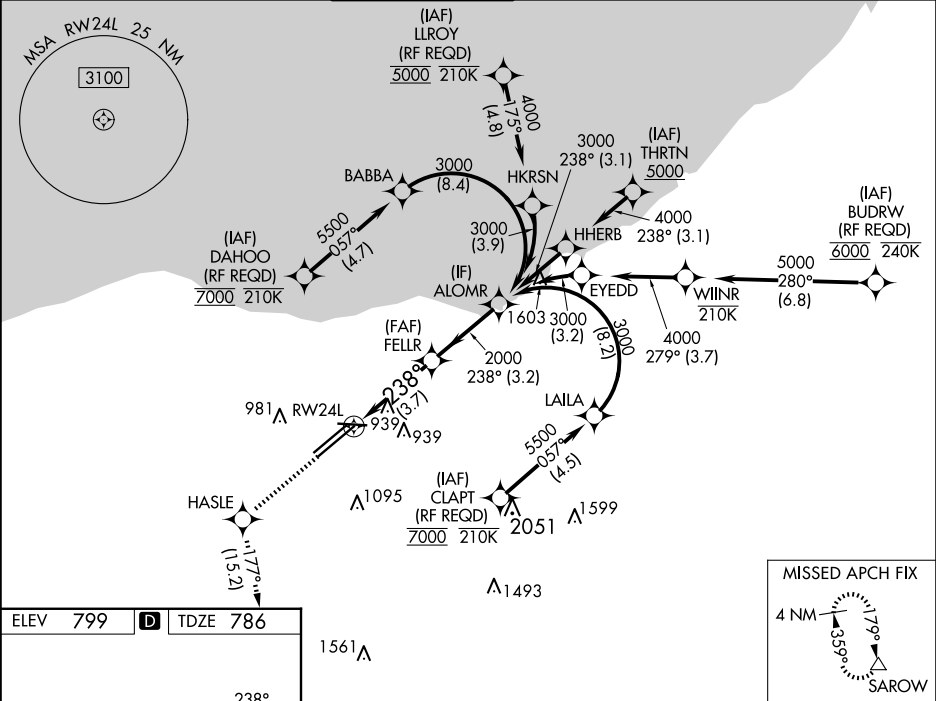 MSA RW24L 25 NM
3100
(IAF)
LLROY
(RF REQD)
5000 210K
4000
175°
(4.8)
HKRSN
3000
238° (3.1)
(IAF)
THRTN
5000
4000
238° (3.1)
HHERB
BABBA
3000
(8.4)
3000
(3.9)
5500
057°
(4.7)
(IAF)
DAHOO
(RF REQD)
7000 210K
(IAF)
BUDRW
(RF REQD)
6000 240K
5000
280°
(6.8)
WIINR
210K
4000
279° (3.7)
EYEDD
3000
(3.2)
(IF)
ALOMR
1603
3000
(8.2)
(FAF)
FELLR
2000
238° (3.2)
238°
(3.7)
981
RW24L
939
939
LAILA
5500
057°
(4.5)
(IAF)
CLAPT
(RF REQD)
7000 210K
2051
1599
1095
HASLE
177°
(15.2)
1493
1561
ELEV 799 D TDZE 786
238°
MISSED APCH FIX
4 NM
179°
359°
SAROW